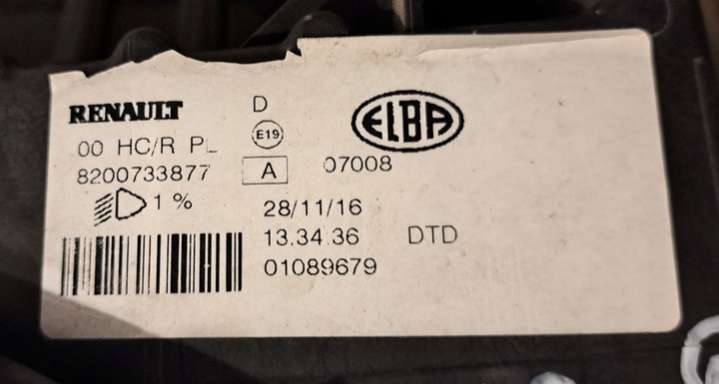 RENAULT D
00 HC/R PL E19 ELBA
8200733877 A 07008
1 % 28/11/16
13.34.36 DTD
01089679